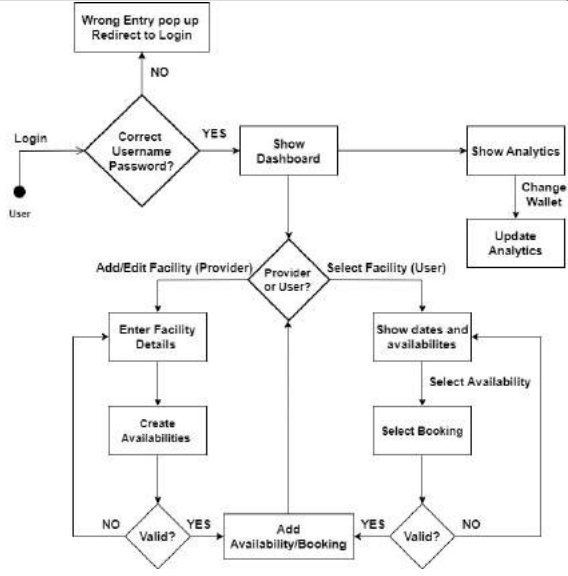 Wrong Entry pop up
Redirect to Login
NO
Login
Correct
Username
Password?
YES
Show
Dashboard
Show Analytics
User
Change
Wallet
Update
Analytics
Add/Edit Facility (Provider)
Provider
or User?
Select Facility (User)
Enter Facility
Details
Show dates and
availabilites
Select Availability
Create
Availabilities
Select Booking
NO
Valid?
YES
Add
Availability/Booking
YES
Valid?
NO